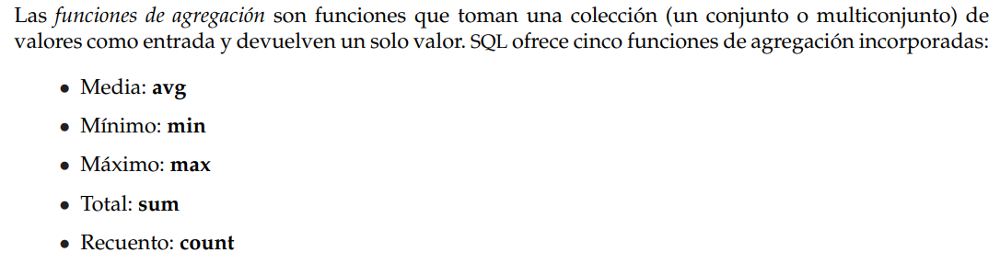 Las funciones de agregación son funciones que toman una colección (un conjunto o multiconjunto) de
valores como entrada y devuelven un solo valor. SQL ofrece cinco funciones de agregación incorporadas:
• Media: avg
• Mínimo: min
• Máximo: max
• Total: sum
• Recuento: count